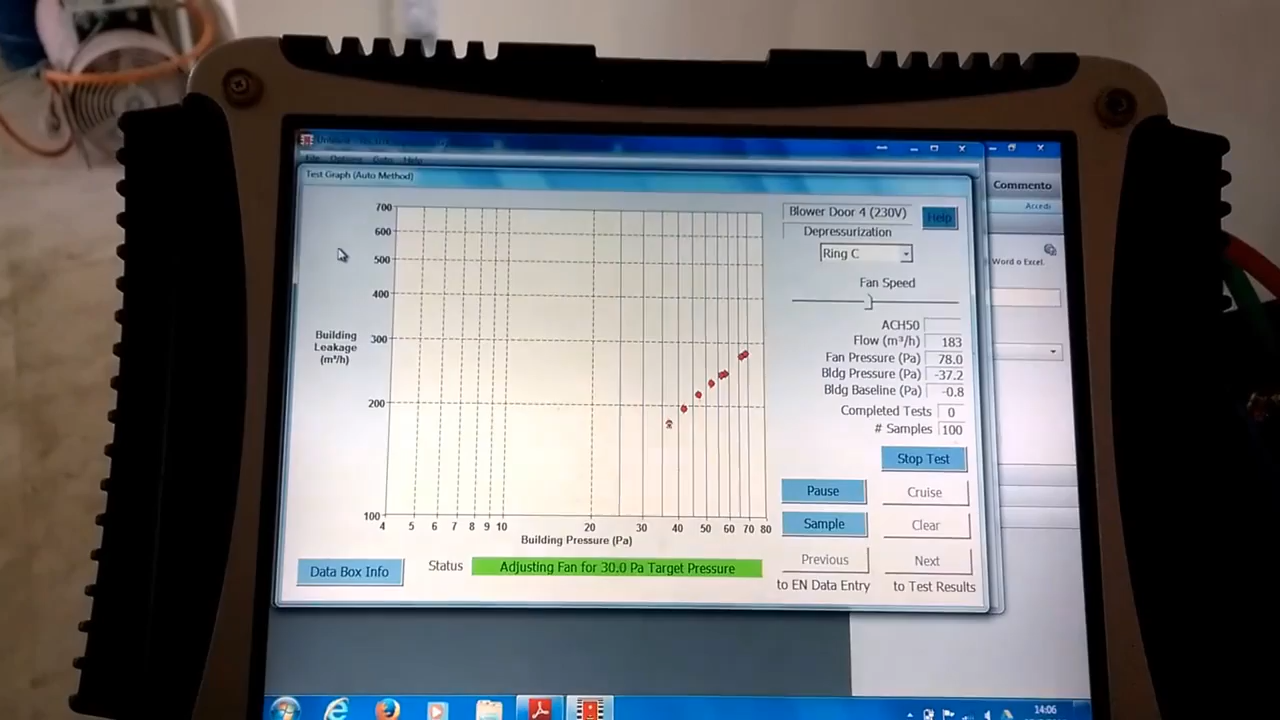 File Options Goto Help
Test Graph (Auto Method)
Commento
Accedi
Word o Excel.
700
600
500
400
300
200
100
Building
Leakage
(m³/h)
4 5 6 7 8 9 10 20 30 40 50 60 70 80
Building Pressure (Pa)
Blower Door 4 (230V)
Help
Depressurization
Ring C
Fan Speed
ACH50
Flow (m³/h) 183
Fan Pressure (Pa) 78.0
Bldg Pressure (Pa) -37.2
Bldg Baseline (Pa) -0.8
Completed Tests 0
# Samples 100
Stop Test
Pause
Cruise
Sample
Clear
Previous
Next
to EN Data Entry
to Test Results
Data Box Info
Status
Adjusting Fan for 30.0 Pa Target Pressure
14:06